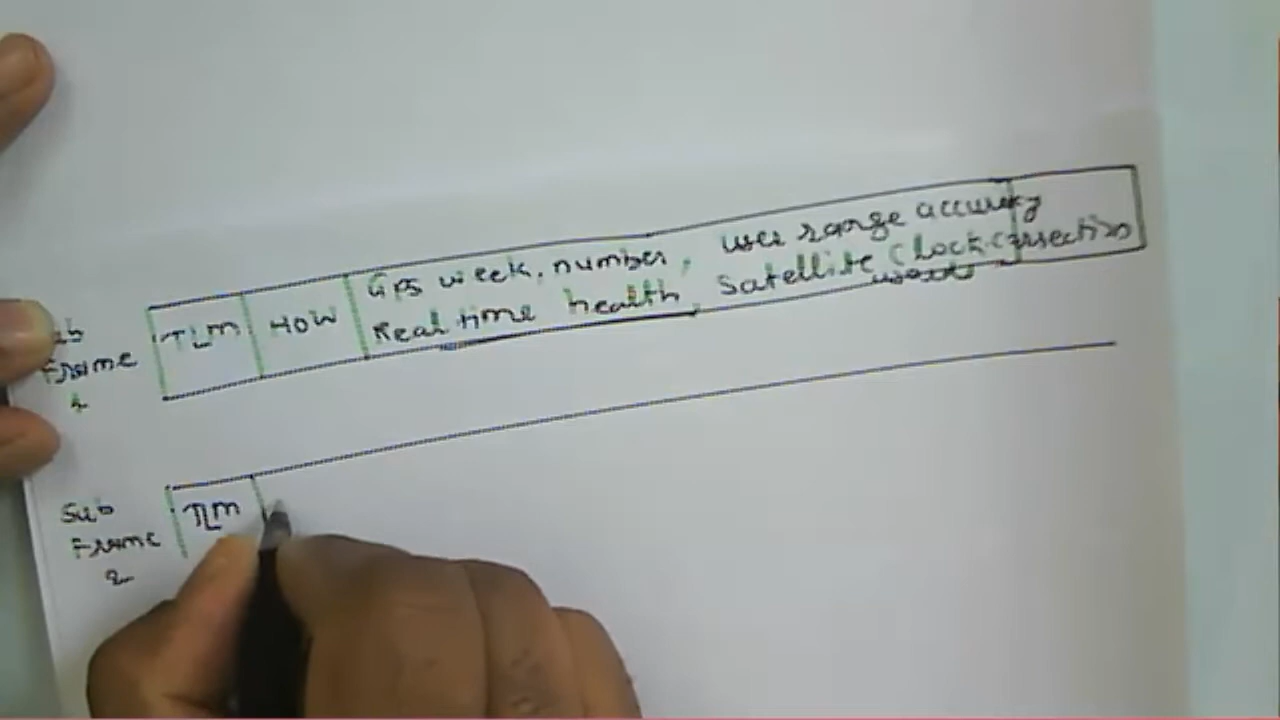 Sub
Frame
1
TLM
HOW
GPS week, number, user range accuracy
Real time health, satellite clock correction
Sub
Frame
2
TLM